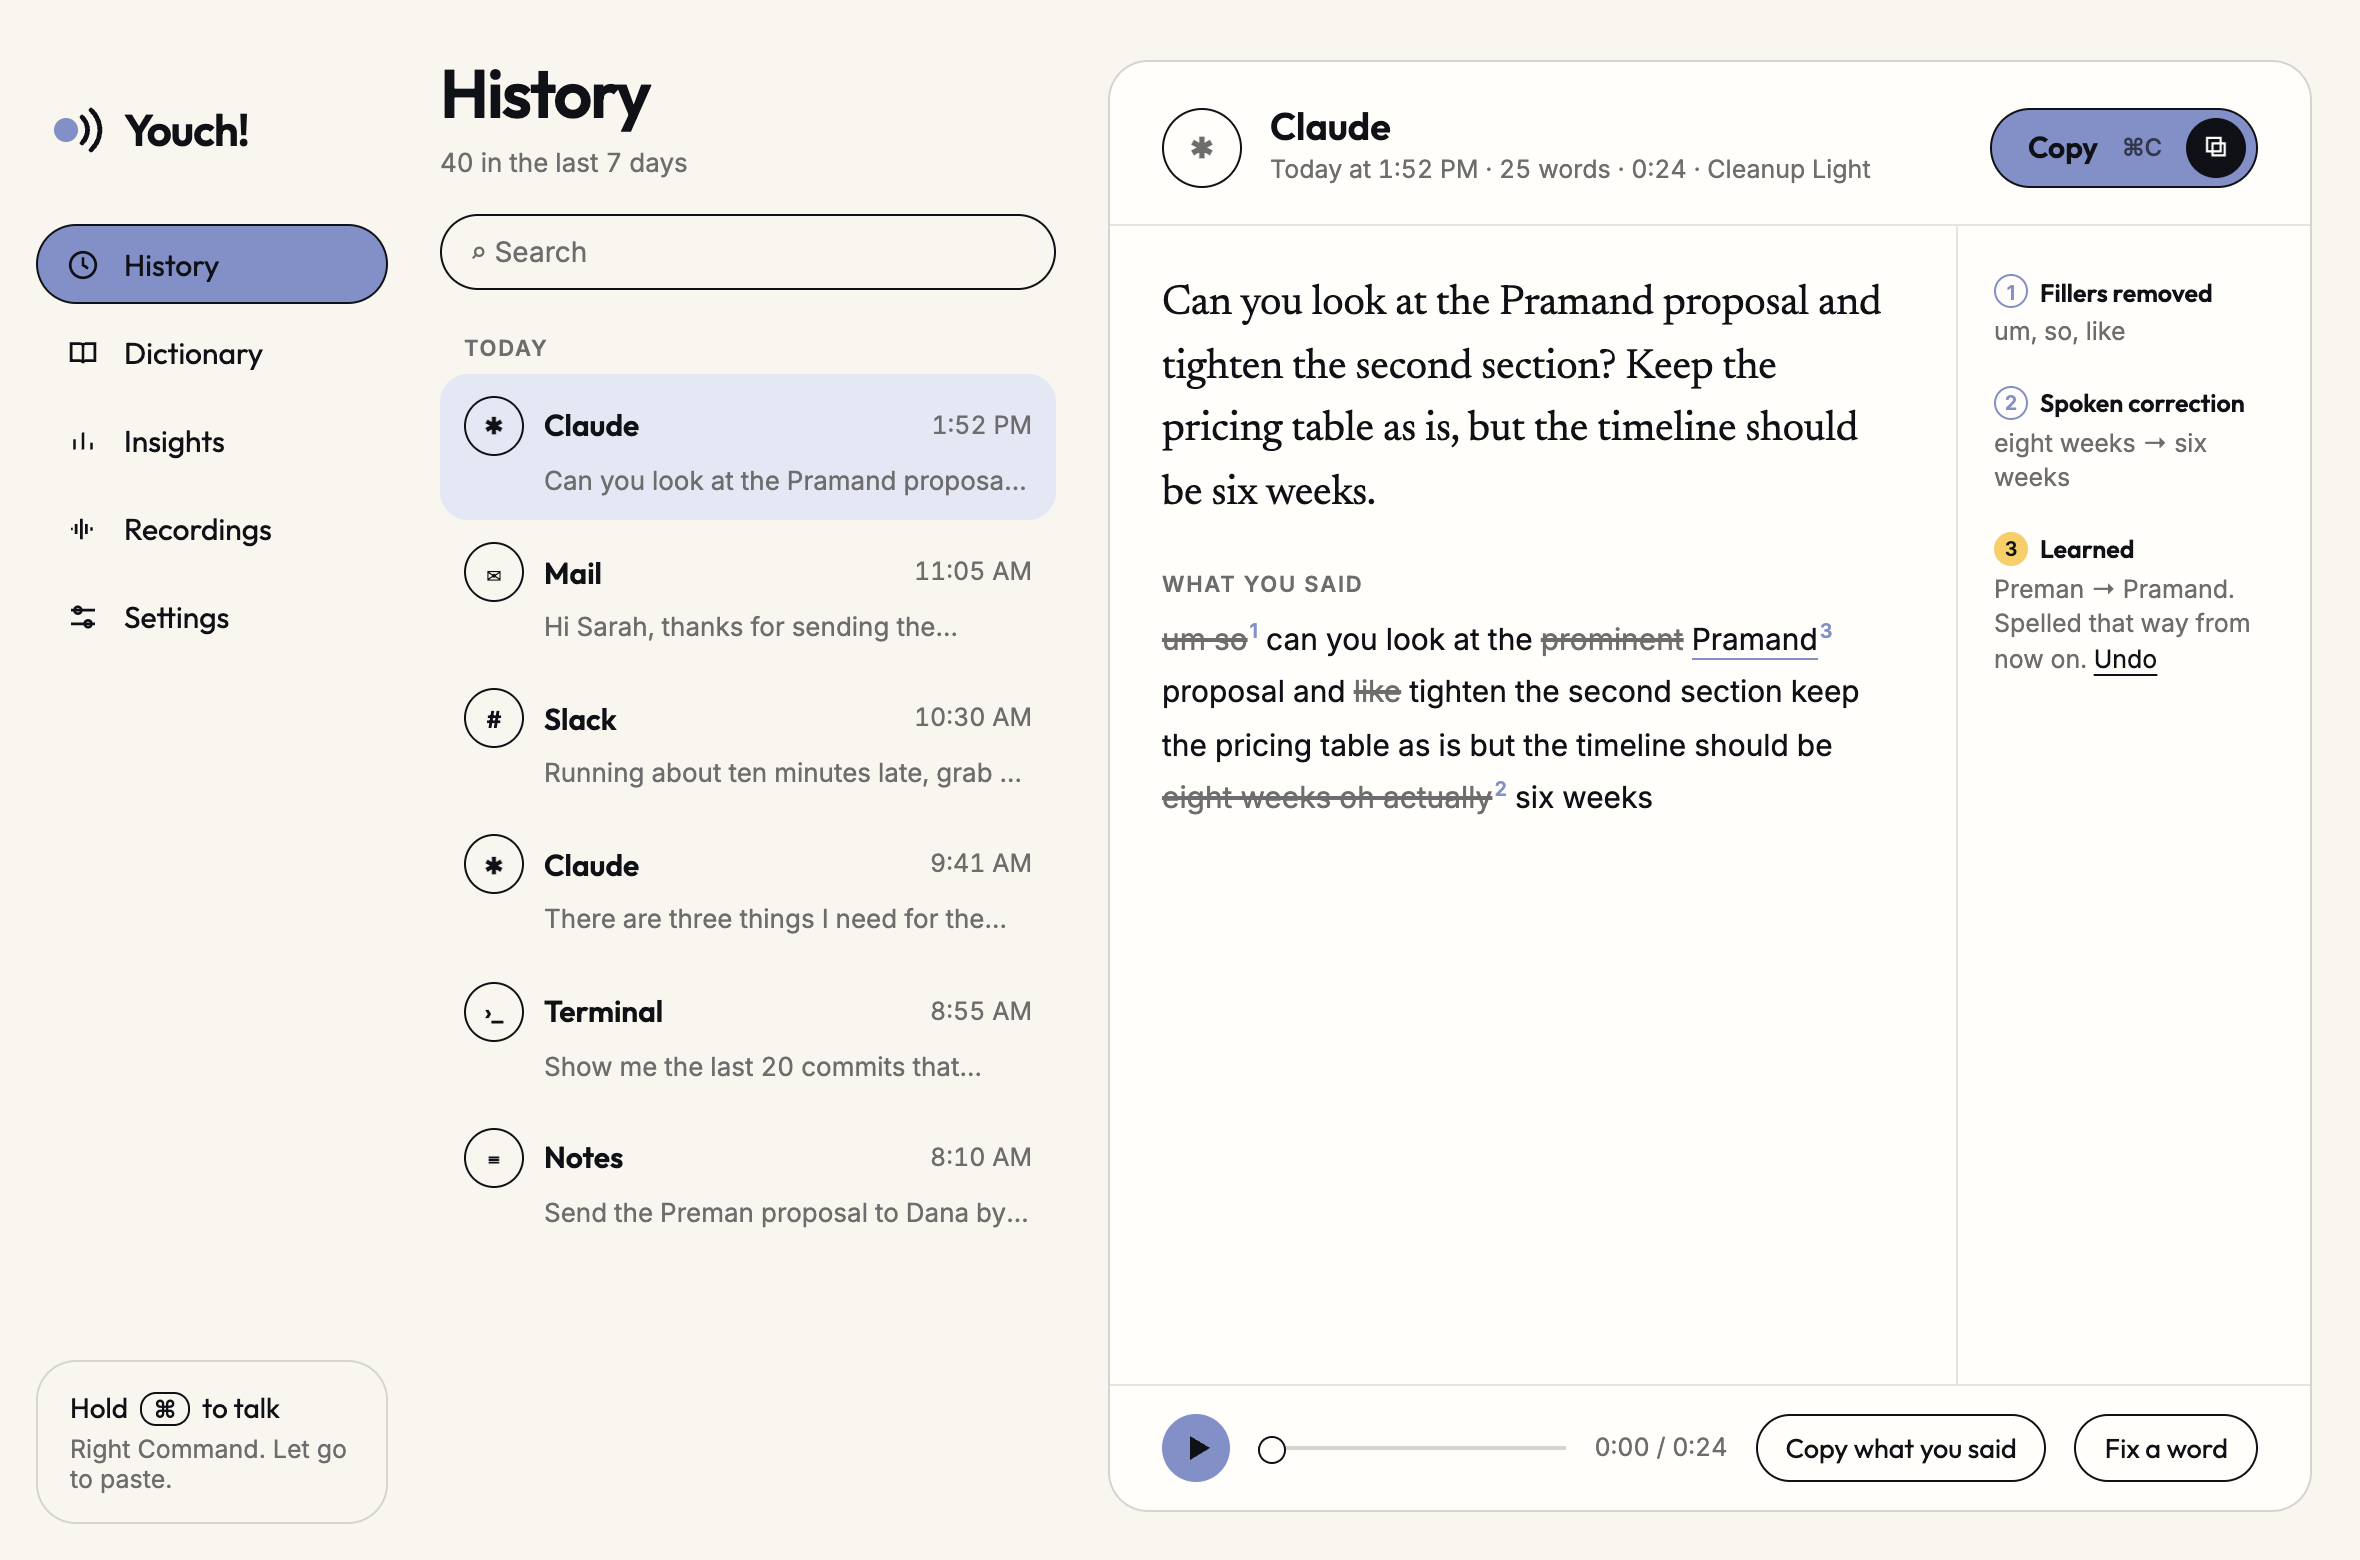 Youch!
History
Dictionary
Insights
Recordings
Settings
Hold ⌘ to talk
Right Command. Let go
to paste.
History
40 in the last 7 days
Search
TODAY
Claude 1:52 PM
Can you look at the Pramand proposa...
Mail 11:05 AM
Hi Sarah, thanks for sending the...
Slack 10:30 AM
Running about ten minutes late, grab ...
Claude 9:41 AM
There are three things I need for the...
Terminal 8:55 AM
Show me the last 20 commits that...
Notes 8:10 AM
Send the Preman proposal to Dana by...
Claude
Today at 1:52 PM · 25 words · 0:24 · Cleanup Light
Copy ⌘C
Can you look at the Pramand proposal and
tighten the second section? Keep the
pricing table as is, but the timeline should
be six weeks.
WHAT YOU SAID
um so1 can you look at the prominent Pramand3
proposal and like tighten the second section keep
the pricing table as is but the timeline should be
eight weeks oh actually2 six weeks
1 Fillers removed
um, so, like
2 Spoken correction
eight weeks → six
weeks
3 Learned
Preman → Pramand.
Spelled that way from
now on. Undo
0:00 / 0:24
Copy what you said
Fix a word